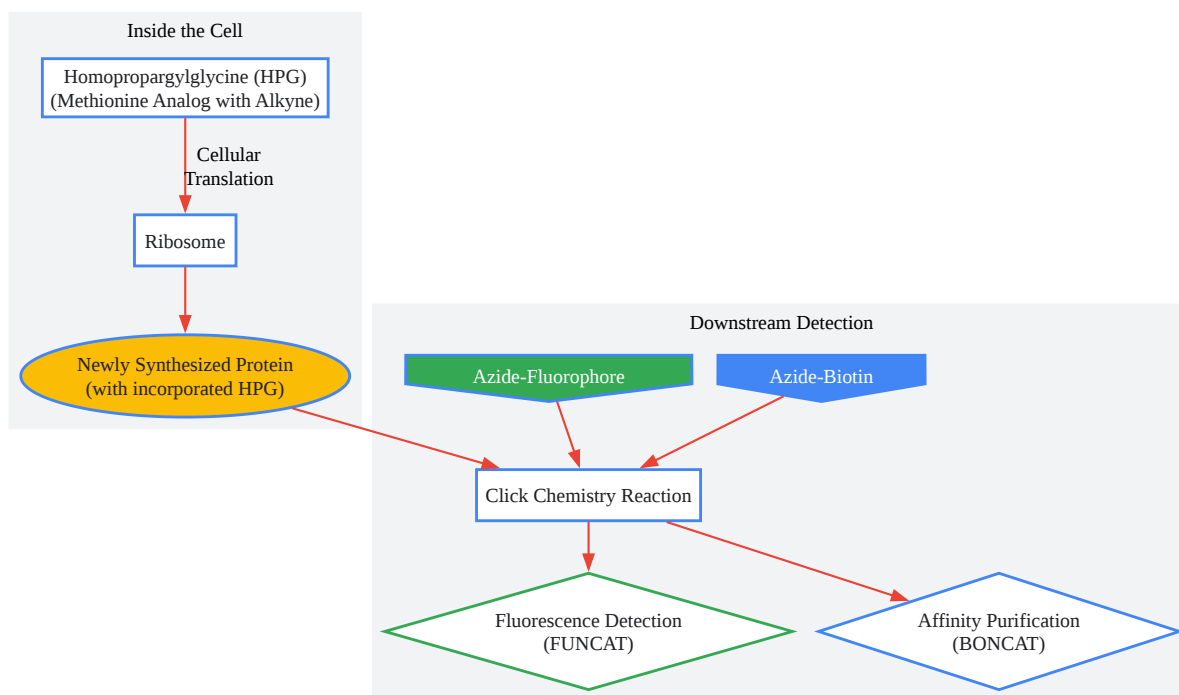 Inside the Cell
Homopropargylglycine (HPG)
(Methionine Analog with Alkyne)
Cellular
Translation
Ribosome
Newly Synthesized Protein
(with incorporated HPG)
Downstream Detection
Azide-Fluorophore
Azide-Biotin
Click Chemistry Reaction
Fluorescence Detection
(FUNCAT)
Affinity Purification
(BONCAT)